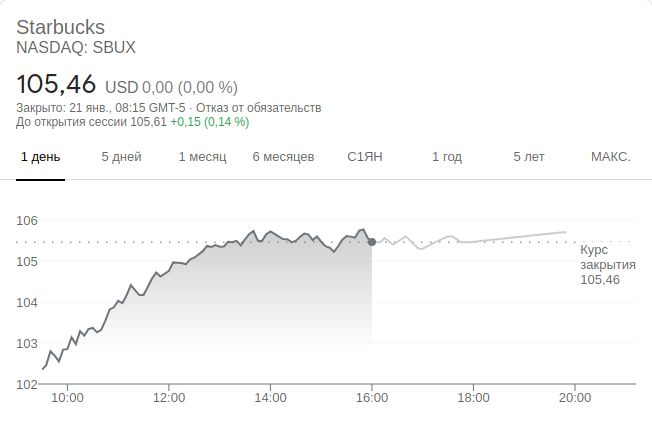 Starbucks
NASDAQ: SBUX
105,46 USD 0,00 (0,00 %)
Закрыто: 21 янв., 08:15 GMT-5 · Отказ от обязательств
До открытия сессии 105,61 +0,15 (0,14 %)
1 день 5 дней 1 месяц 6 месяцев С1ЯН 1 год 5 лет МАКС.
106
105
104
103
102
Курс
закрытия
105,46
10:00 12:00 14:00 16:00 18:00 20:00